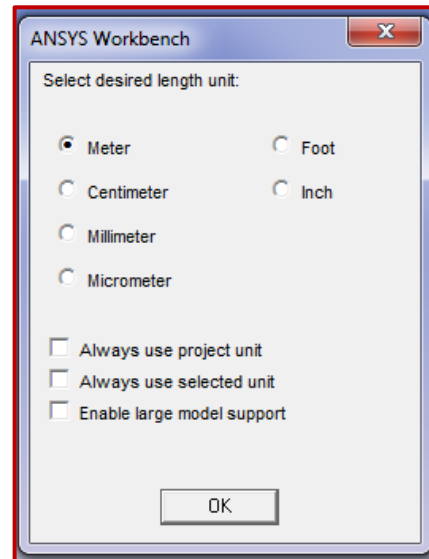 ANSYS Workbench
Select desired length unit:
Meter
Foot
Centimeter
Inch
Millimeter
Micrometer
Always use project unit
Always use selected unit
Enable large model support
OK